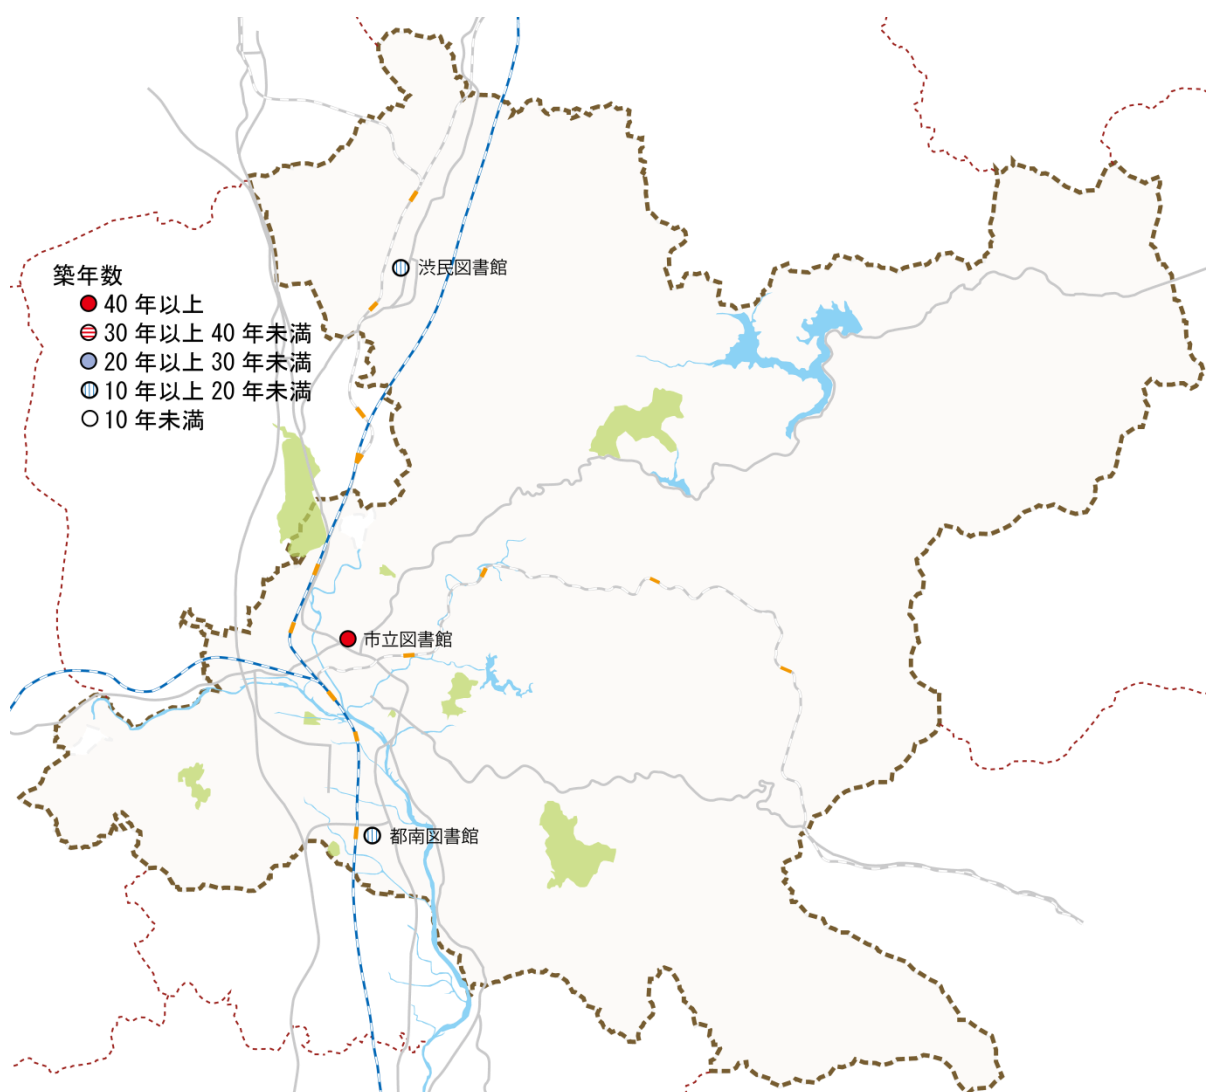 渋民図書館
築年数
40 年以上
30 年以上 40 年未満
20 年以上 30 年未満
10 年以上 20 年未満
10 年未満
市立図書館
都南図書館